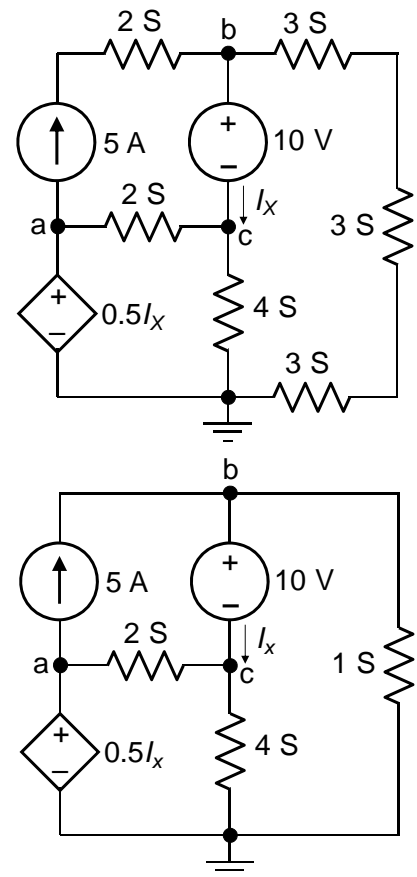 2 S b 3 S
5 A + 10 V
−
2 S I_X
a c 3 S
+ 0.5I_X 4 S
−
3 S
b
5 A + 10 V
−
2 S I_x
a c 1 S
+ 0.5I_x 4 S
−